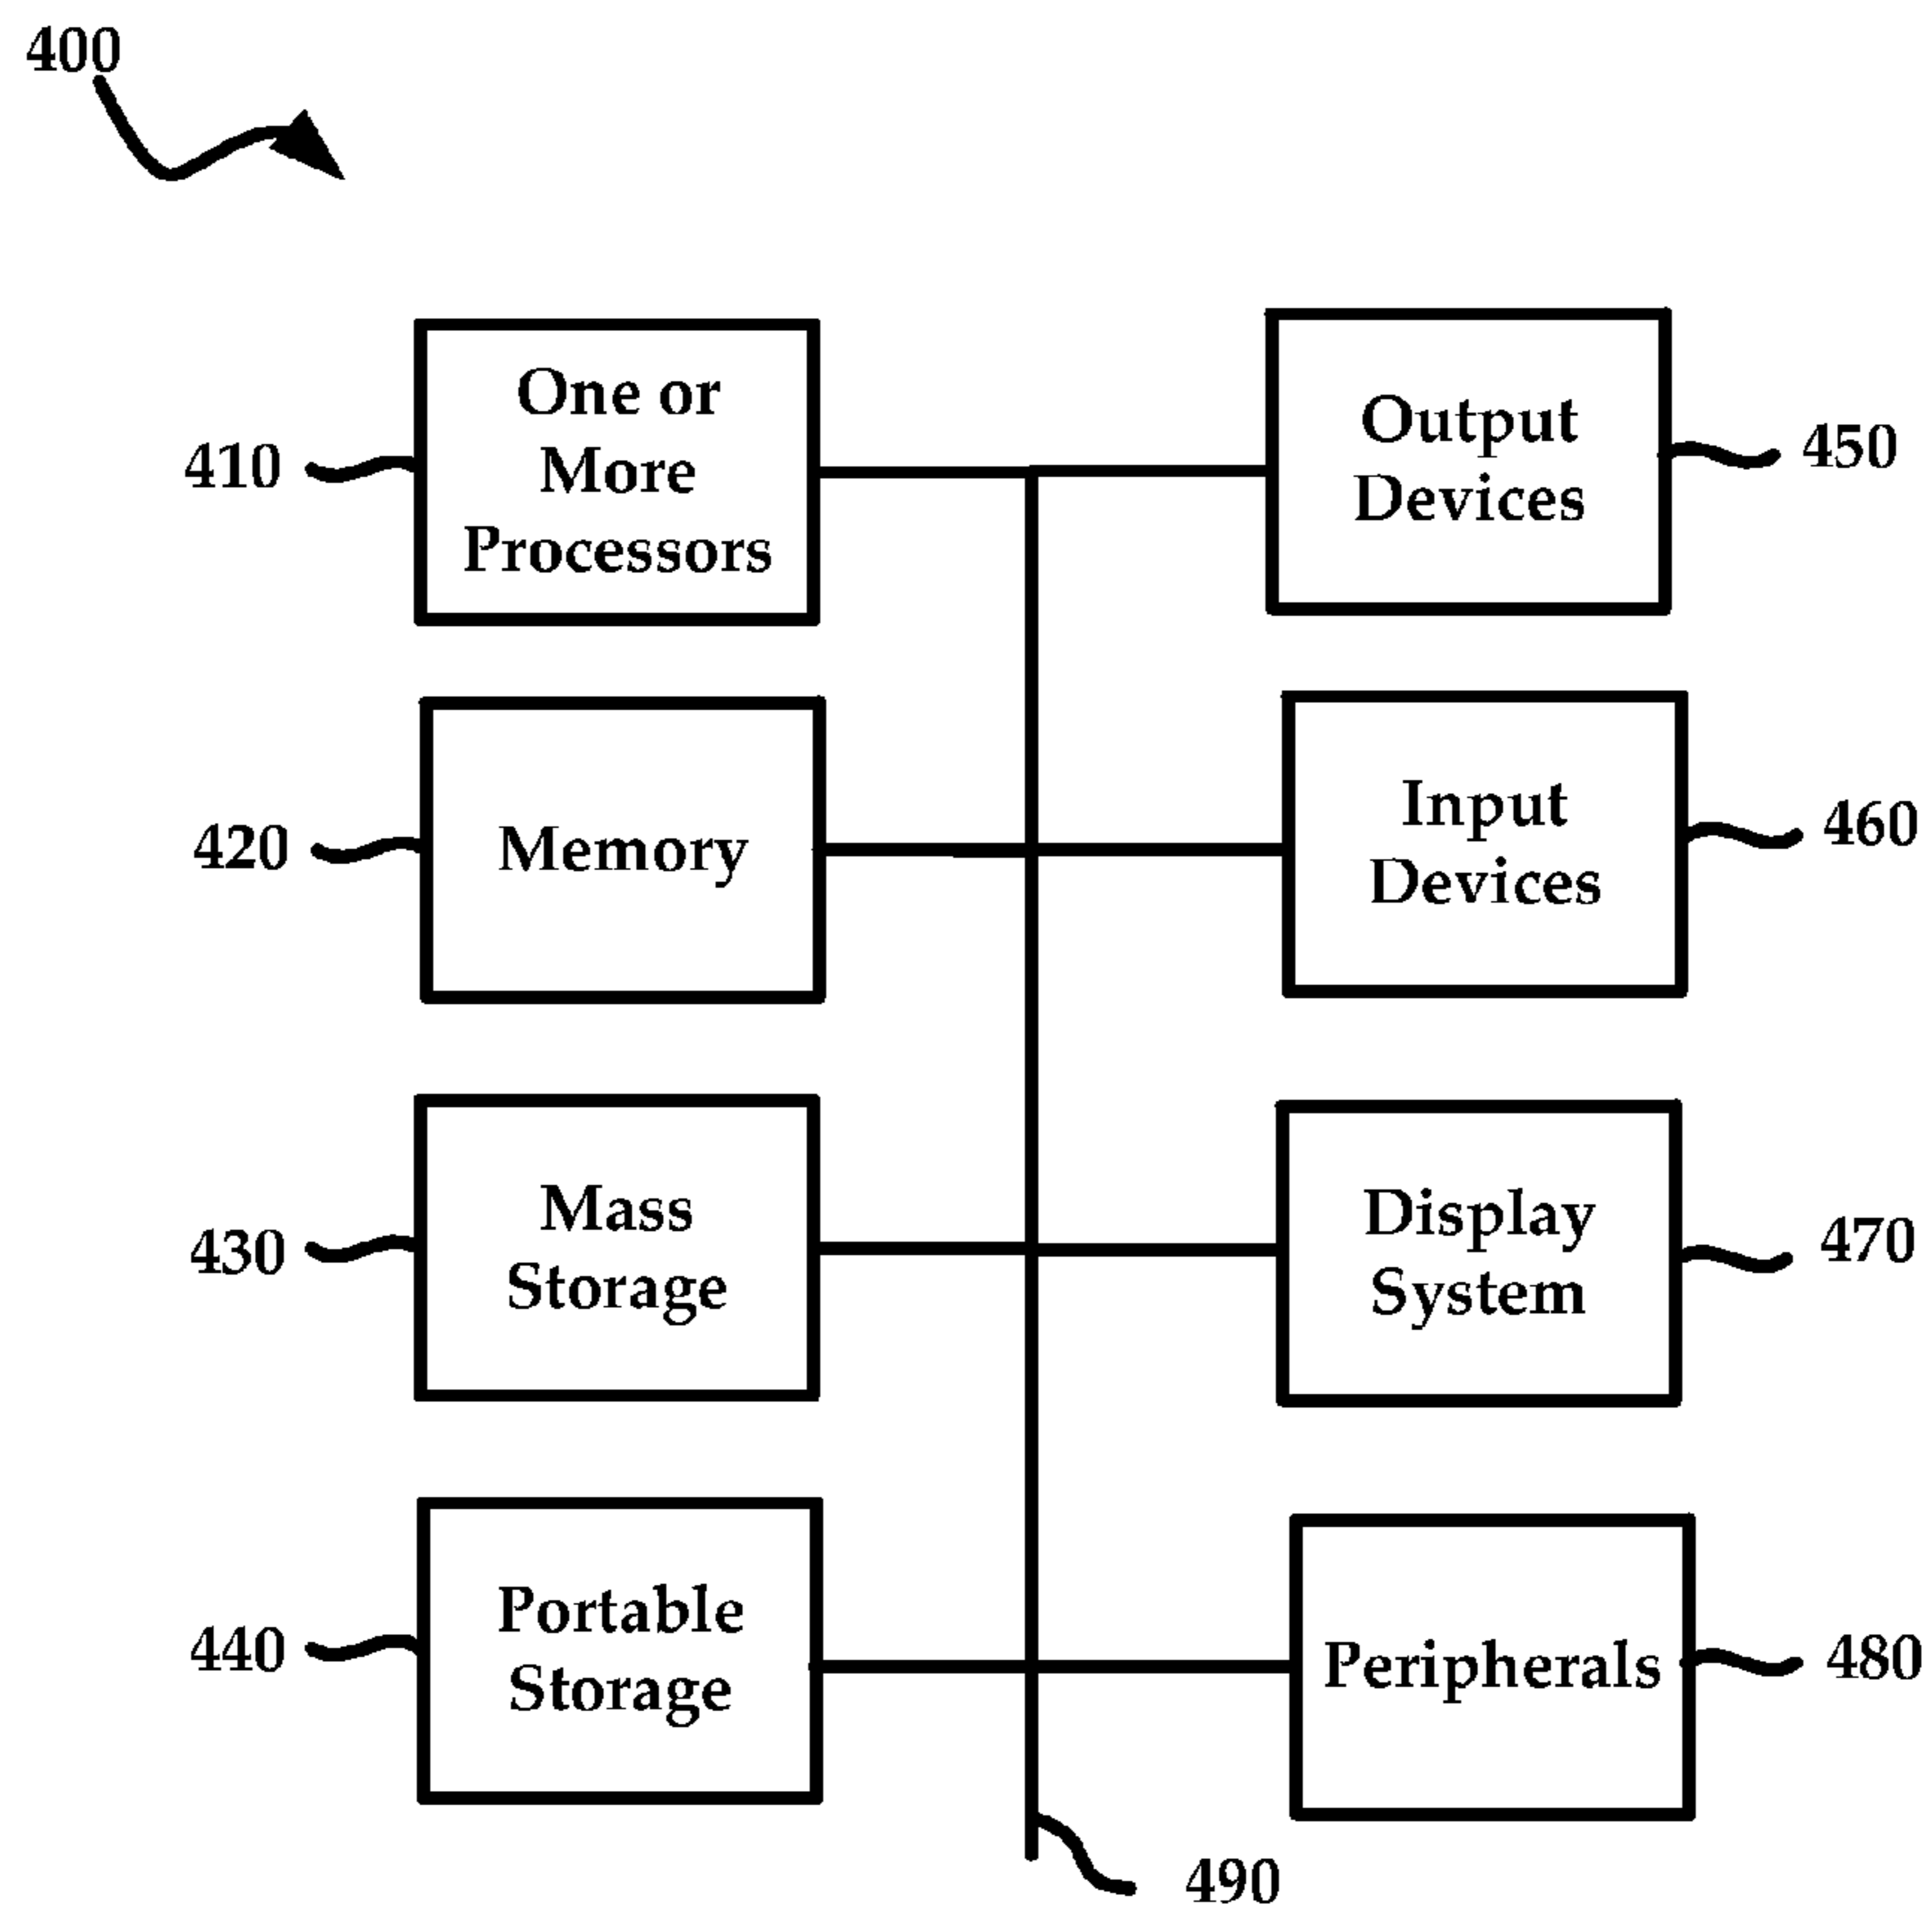 400
One or
More
Processors
410
Output
Devices
450
Memory
420
Input
Devices
460
Mass
Storage
430
Display
System
470
Portable
Storage
440
Peripherals
480
490